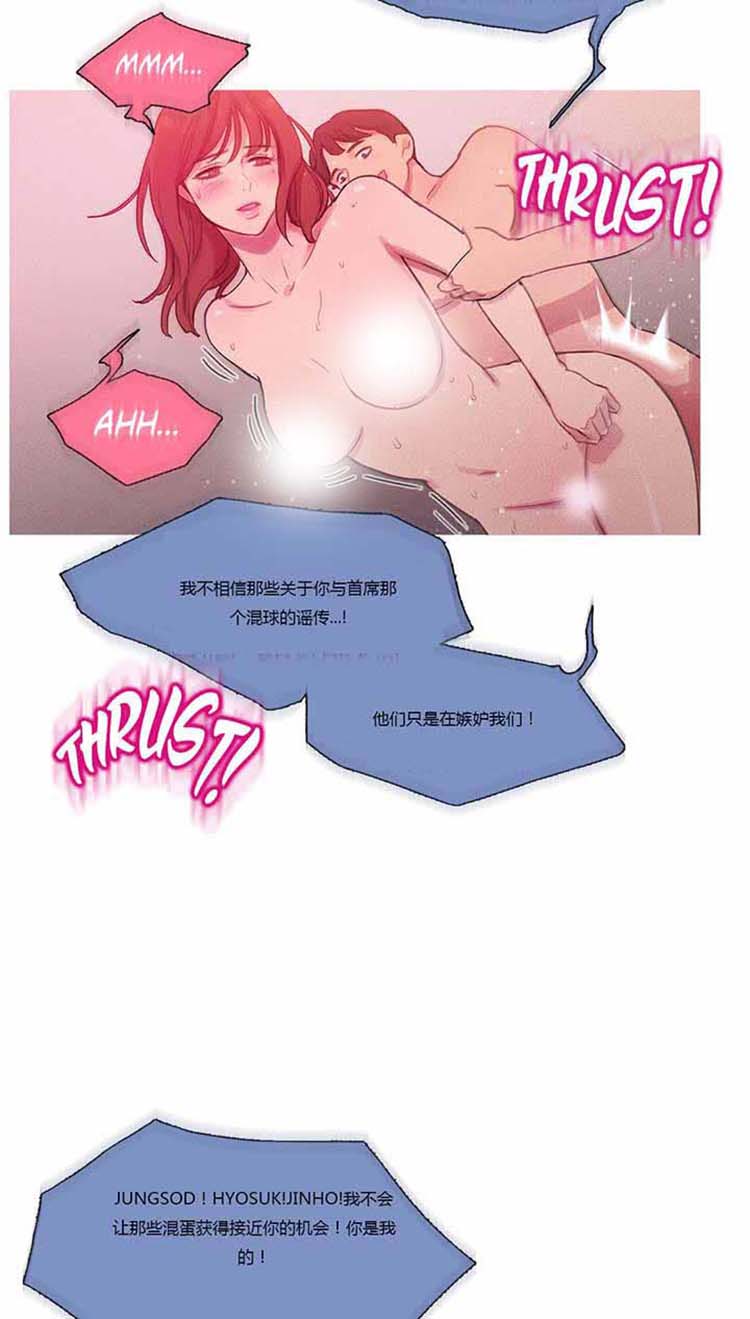 MMM...
THRUST!
AHH...
我不相信那些关于你与首席那
个混球的谣传...!
他们只是在嫉妒我们！
THRUST!
JUNGSOD！HYOSUK!JINHO!我不会
让那些混蛋获得接近你的机会！你是我
的！